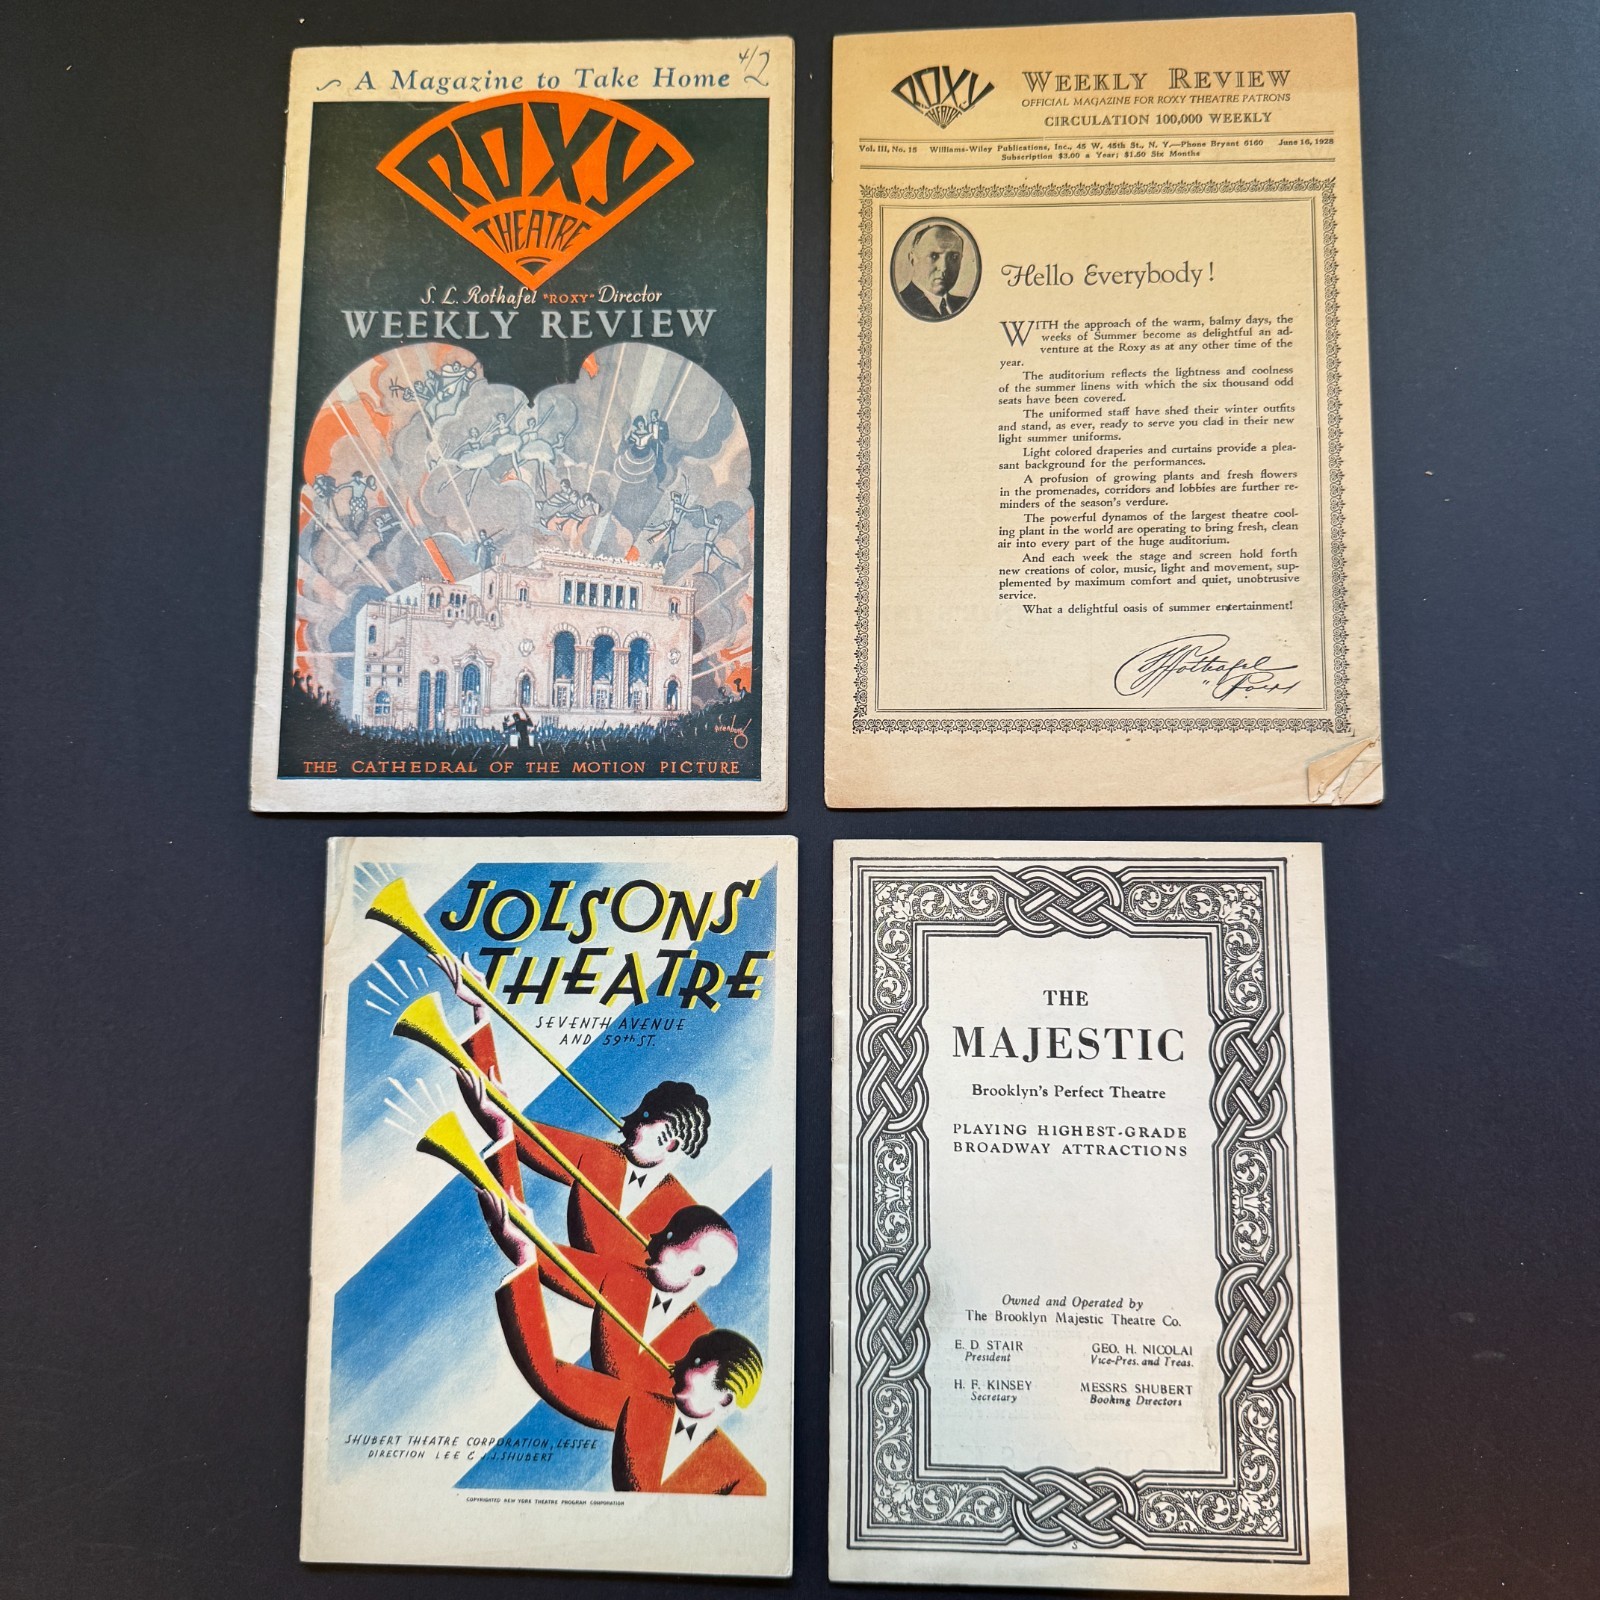 A Magazine to Take Home
412
ROXY
THEATRE
S. L. Rothafel "ROXY" Director
WEEKLY REVIEW
THE CATHEDRAL OF THE MOTION PICTURE
ROXY
THEATRE
WEEKLY REVIEW
OFFICIAL MAGAZINE FOR ROXY THEATRE PATRONS
CIRCULATION 100,000 WEEKLY
Vol. III, No. 15 Williams-Wiley Publications, Inc., 45 W. 45th St., N. Y.—Phone Bryant 6160 June 16, 1928
Subscription $3.00 a Year; $1.50 Six Months
Hello Everybody!
WITH the approach of the warm, balmy days, the
weeks of Summer become as delightful an ad-
venture at the Roxy as at any other time of the
year.
The auditorium reflects the lightness and coolness
of the summer linens with which the six thousand odd
seats have been covered.
The uniformed staff have shed their winter outfits
and stand, as ever, ready to serve you clad in their new
light summer uniforms.
Light colored draperies and curtains provide a plea-
sant background for the performances.
A profusion of growing plants and fresh flowers
in the promenades, corridors and lobbies are further re-
minders of the season's verdure.
The powerful dynamos of the largest theatre cool-
ing plant in the world are operating to bring fresh, clean
air into every part of the huge auditorium.
And each week the stage and screen hold forth
new creations of color, music, light and movement, sup-
plemented by maximum comfort and quiet, unobtrusive
service.
What a delightful oasis of summer entertainment!
S L Rothafel
"Roxy"
JOLSONS'
THEATRE
SEVENTH AVENUE
AND 59th ST.
SHUBERT THEATRE CORPORATION, LESSEE
DIRECTION LEE & J.J. SHUBERT
COPYRIGHTED NEW YORK THEATRE PROGRAM CORPORATION
THE
MAJESTIC
Brooklyn's Perfect Theatre
PLAYING HIGHEST-GRADE
BROADWAY ATTRACTIONS
Owned and Operated by
The Brooklyn Majestic Theatre Co.
E. D STAIR GEO. H. NICOLAI
President Vice-Pres. and Treas.
H. F. KINSEY MESSRS SHUBERT
Secretary Booking Directors
S